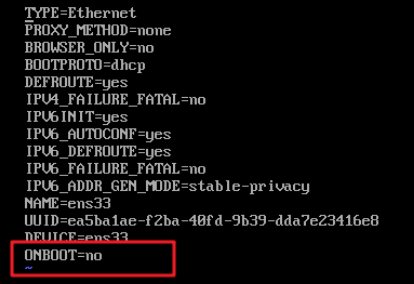 TYPE=Ethernet
PROXY_METHOD=none
BROWSER_ONLY=no
BOOTPROTO=dhcp
DEFROUTE=yes
IPV4_FAILURE_FATAL=no
IPV6INIT=yes
IPV6_AUTOCONF=yes
IPV6_DEFROUTE=yes
IPV6_FAILURE_FATAL=no
IPV6_ADDR_GEN_MODE=stable-privacy
NAME=ens33
UUID=ea5ba1ae-f2ba-40fd-9b39-dda7e23416e8
DEVICE=ens33
ONBOOT=no
~